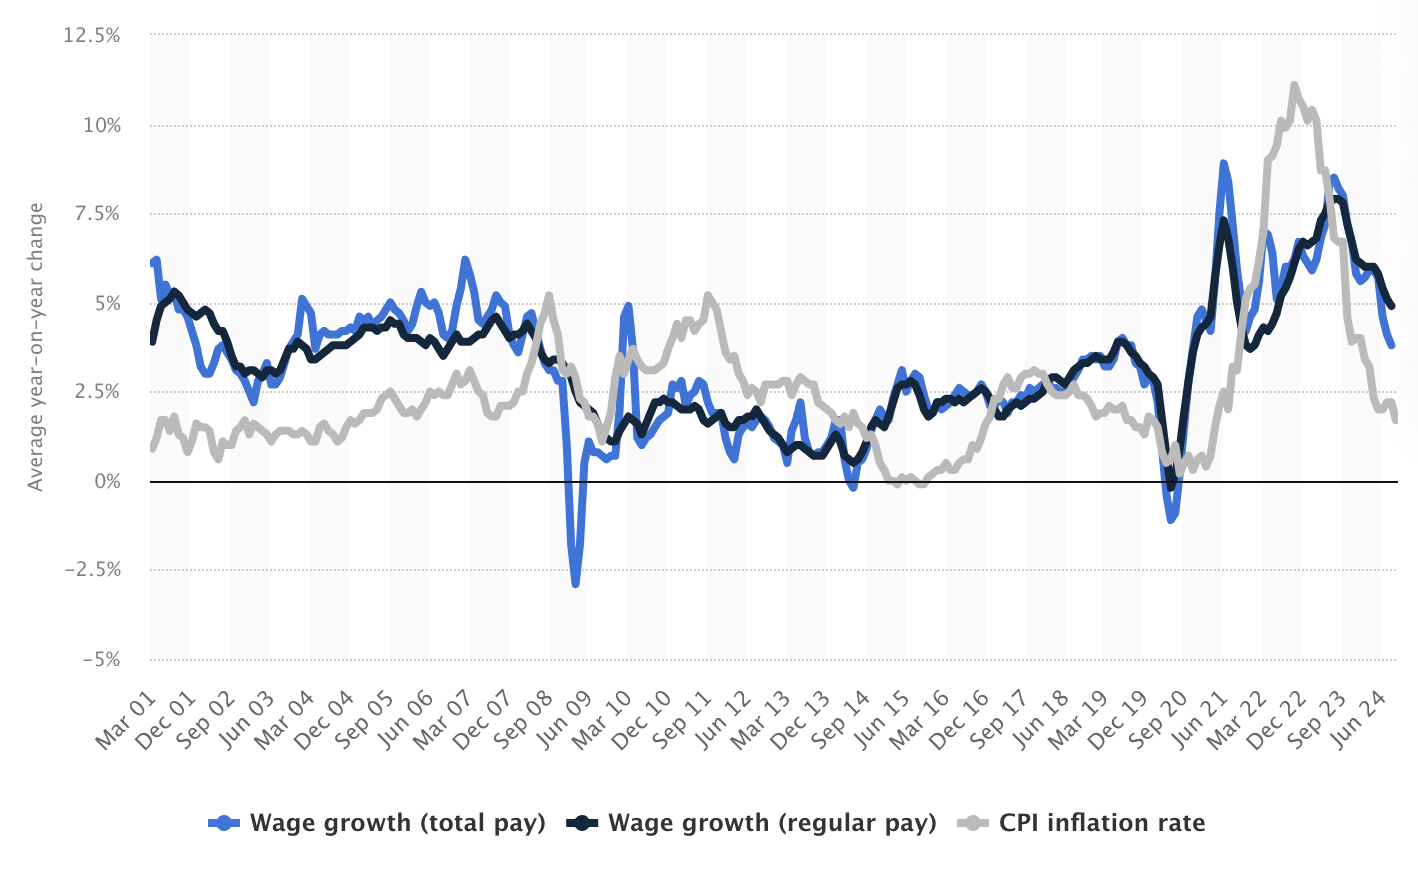 12.5%
10%
7.5%
5%
2.5%
0%
−2.5%
−5%
Average year−on−year change
Mar 01
Dec 01
Sep 02
Jun 03
Mar 04
Dec 04
Sep 05
Jun 06
Mar 07
Dec 07
Sep 08
Jun 09
Mar 10
Dec 10
Sep 11
Jun 12
Mar 13
Dec 13
Sep 14
Jun 15
Mar 16
Dec 16
Sep 17
Jun 18
Mar 19
Dec 19
Sep 20
Jun 21
Mar 22
Dec 22
Sep 23
Jun 24
Wage growth (total pay) Wage growth (regular pay) CPI inflation rate